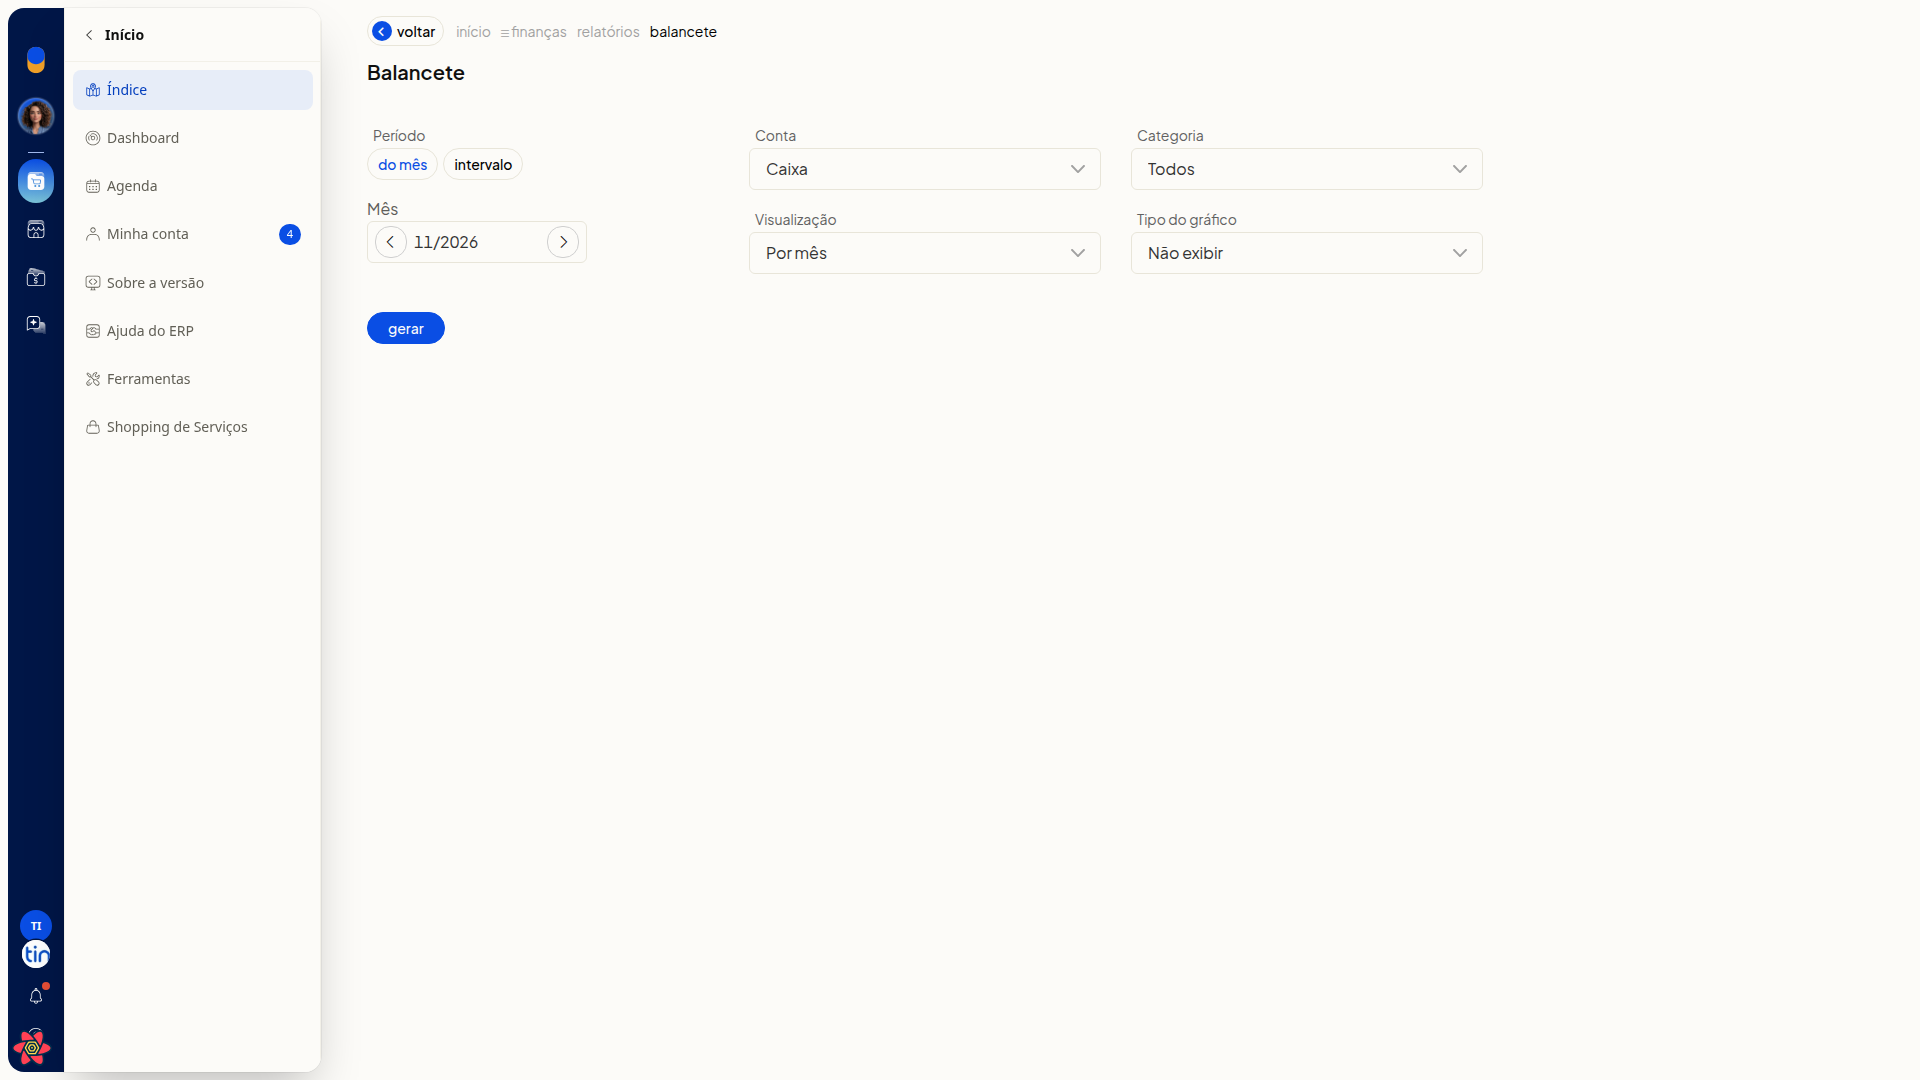 Início
Índice
Dashboard
Agenda
Minha conta 4
Sobre a versão
Ajuda do ERP
Ferramentas
Shopping de Serviços
TI
tin
voltar início finanças relatórios balancete
Balancete
Período
do mês intervalo
Mês
11/2026
Conta
Caixa
Categoria
Todos
Visualização
Por mês
Tipo do gráfico
Não exibir
gerar